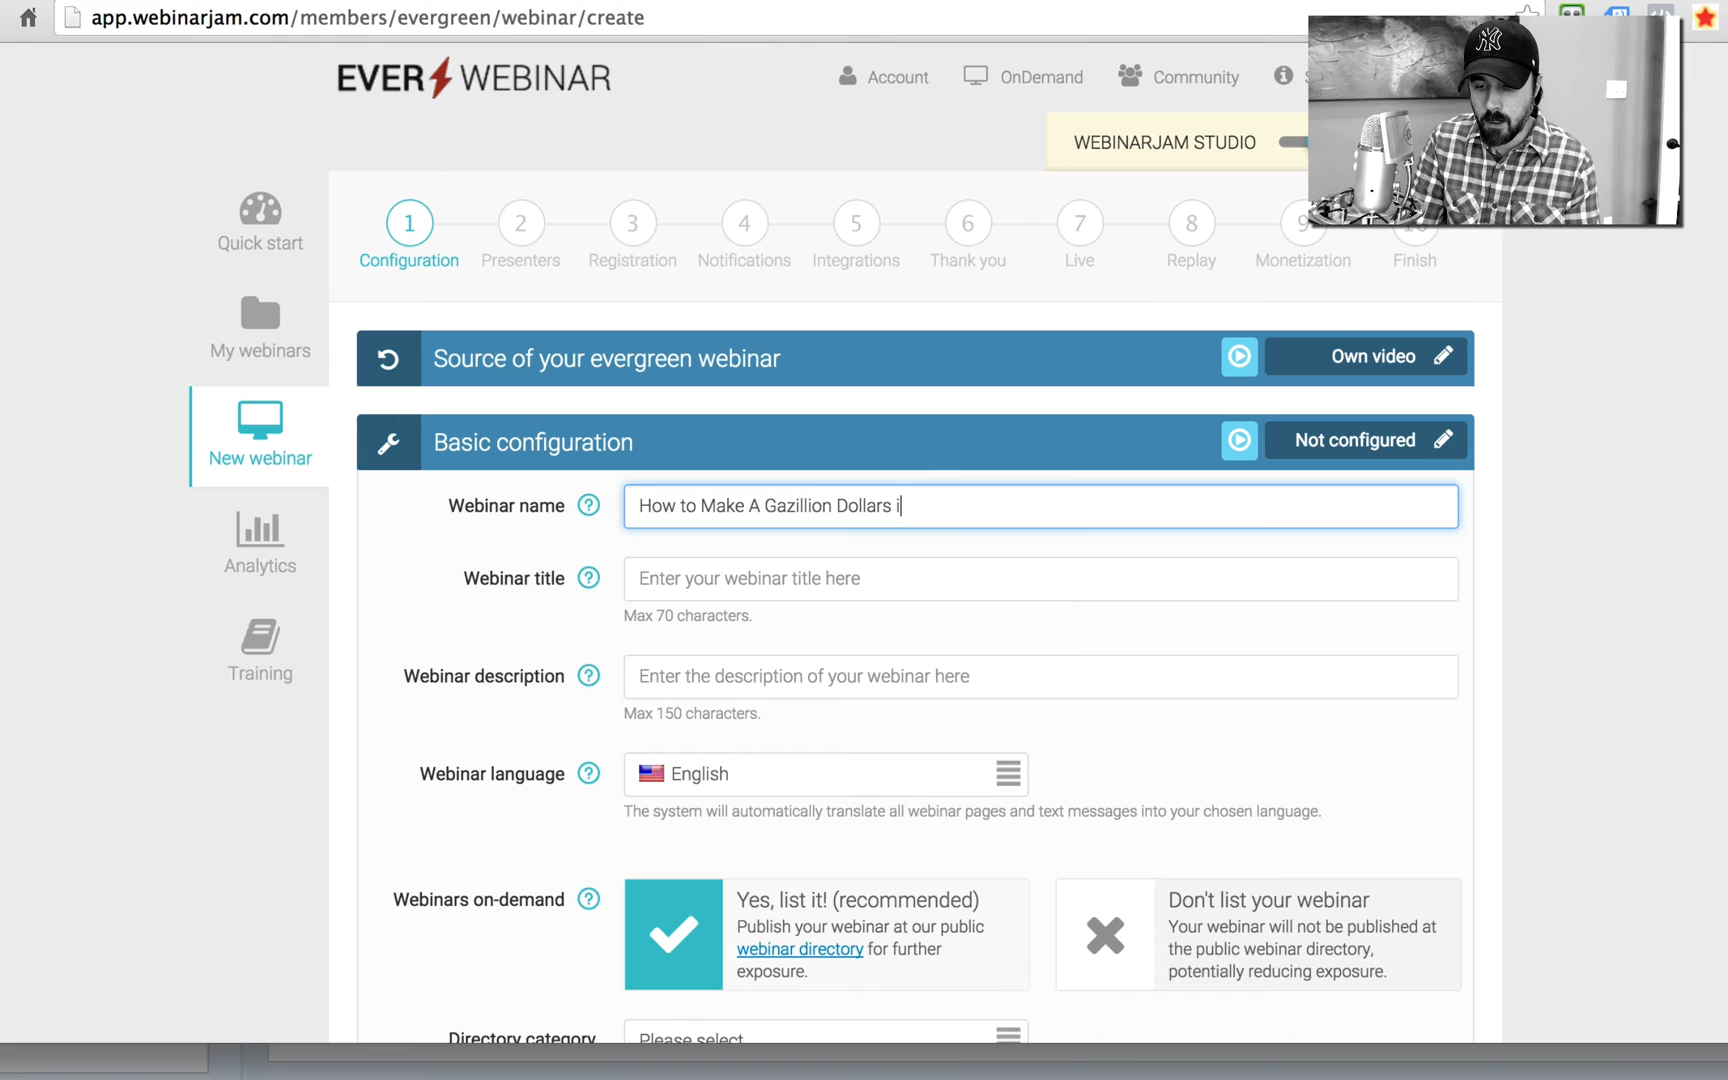 app.webinarjam.com/members/evergreen/webinar/create
EVER WEBINAR
Account
OnDemand
Community
WEBINARJAM STUDIO
1
2
3
4
5
6
7
8
9
10
Configuration
Presenters
Registration
Notifications
Integrations
Thank you
Live
Replay
Monetization
Finish
Quick start
My webinars
New webinar
Analytics
Training
Source of your evergreen webinar
Own video
Basic configuration
Not configured
Webinar name ? How to Make A Gazillion Dollars i
Webinar title ? Enter your webinar title here
Max 70 characters.
Webinar description ? Enter the description of your webinar here
Max 150 characters.
Webinar language ? English
The system will automatically translate all webinar pages and text messages into your chosen language.
Webinars on-demand ?
Yes, list it! (recommended)
Publish your webinar at our public
webinar directory for further
exposure.
Don't list your webinar
Your webinar will not be published at
the public webinar directory,
potentially reducing exposure.
Directory category Please select